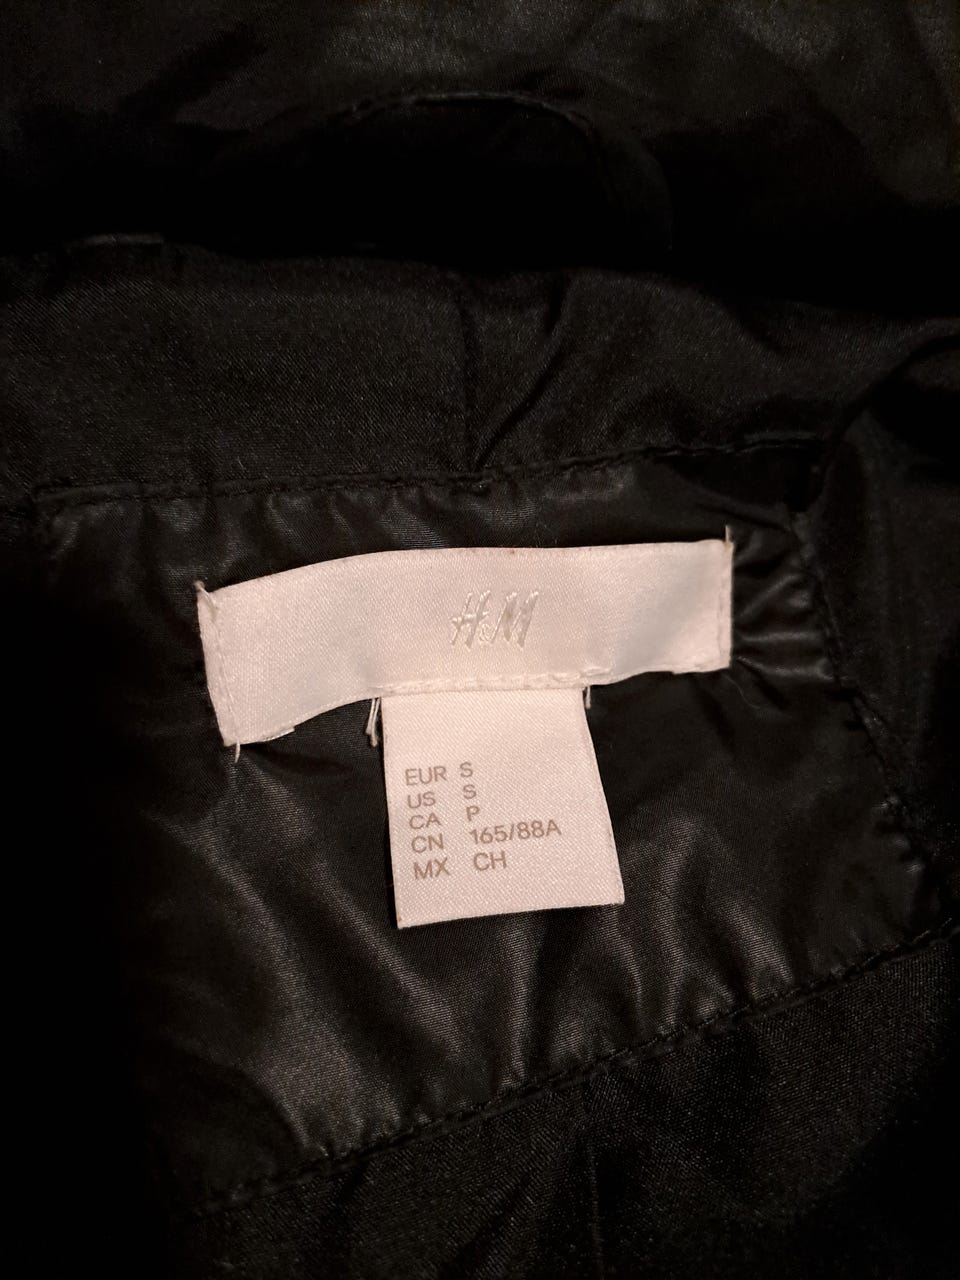 H&M
EUR S
US S
CA P
CN 165/88A
MX CH